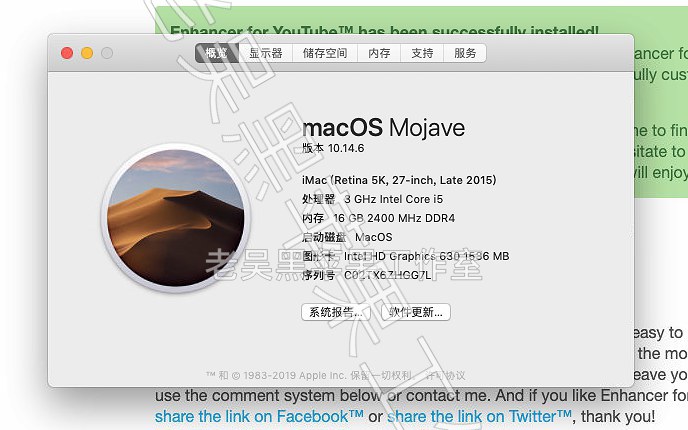 Enhancer for YouTube™ has been successfully installed!
概览 显示器 储存空间 内存 支持 服务
ancer fo
ully cus
macOS Mojave
版本 10.14.6
ne to fin
sitate to
will enjoy
iMac (Retina 5K, 27-inch, Late 2015)
处理器 3 GHz Intel Core i5
内存 16 GB 2400 MHz DDR4
启动磁盘 MacOS
图形卡 Intel HD Graphics 630 1536 MB
老吴黑苹果工作室
序列号
系统报告... 软件更新...
easy to
the mo
™ 和 © 1983-2019 Apple Inc. 保留一切权利。 许可协议
eave yo
use the comment system below or contact me. And if you like Enhancer for
share the link on Facebook™ or share the link on Twitter™, thank you!